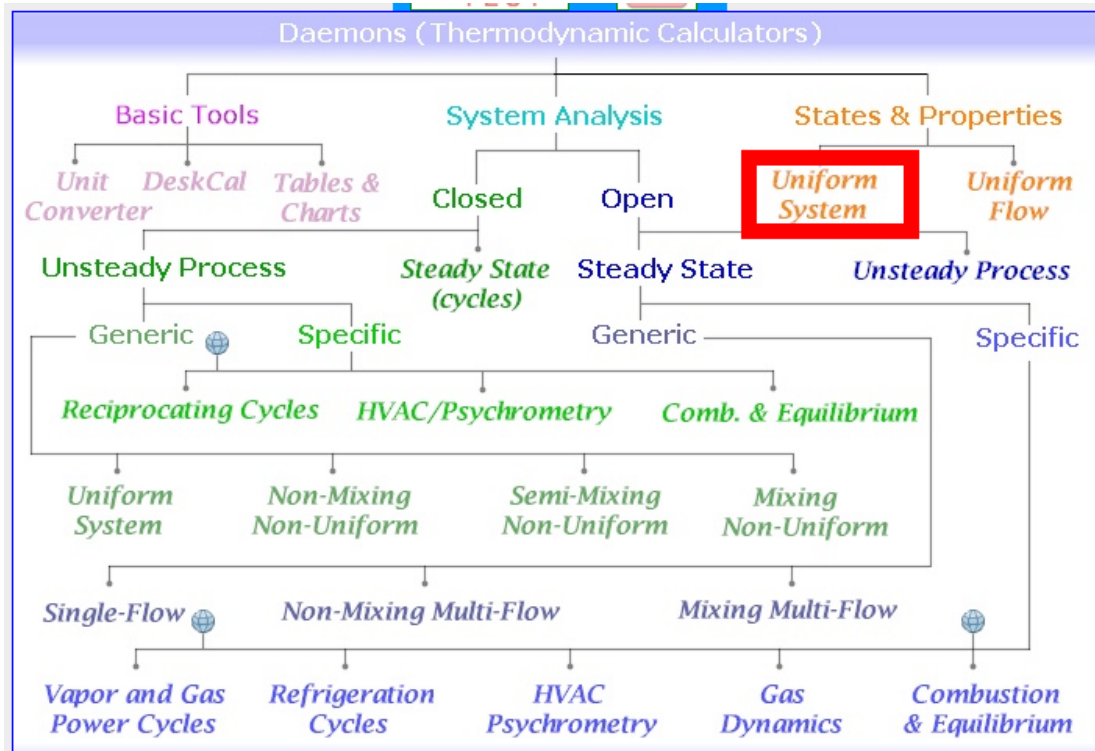 Daemons (Thermodynamic Calculators)
Basic Tools
System Analysis
States & Properties
Unit
Converter
DeskCal
Tables &
Charts
Closed
Open
Uniform
System
Uniform
Flow
Unsteady Process
Steady State
(cycles)
Steady State
Unsteady Process
Generic
Specific
Generic
Specific
Reciprocating Cycles
HVAC/Psychrometry
Comb. & Equilibrium
Uniform
System
Non-Mixing
Non-Uniform
Semi-Mixing
Non-Uniform
Mixing
Non-Uniform
Single-Flow
Non-Mixing Multi-Flow
Mixing Multi-Flow
Vapor and Gas
Power Cycles
Refrigeration
Cycles
HVAC
Psychrometry
Gas
Dynamics
Combustion
& Equilibrium